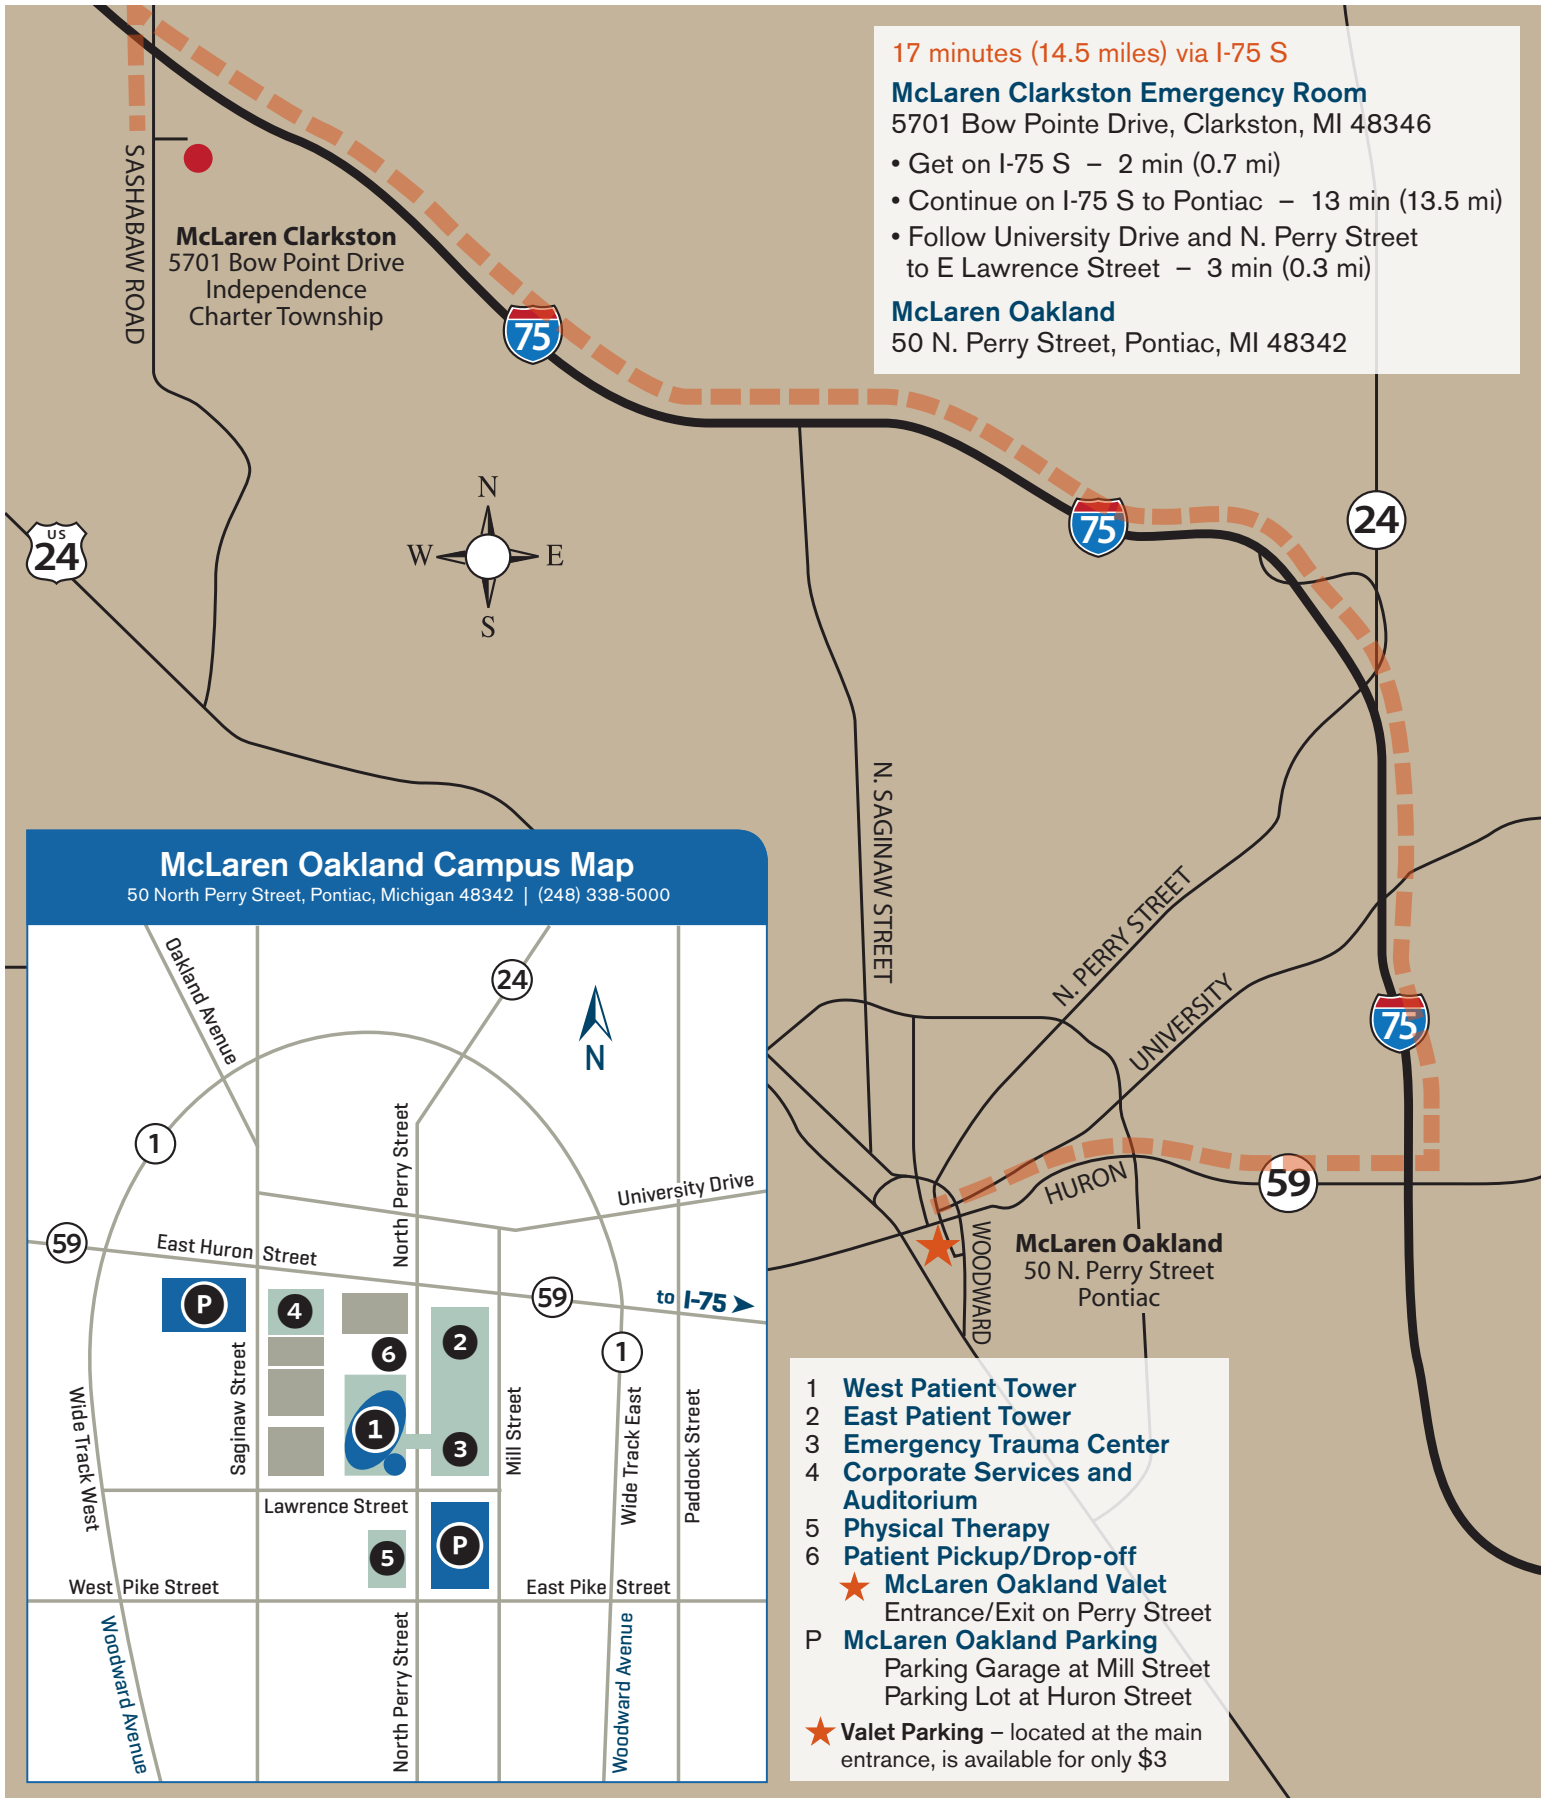 17 minutes (14.5 miles) via I-75 S
McLaren Clarkston Emergency Room
5701 Bow Pointe Drive, Clarkston, MI 48346
• Get on I-75 S – 2 min (0.7 mi)
• Continue on I-75 S to Pontiac – 13 min (13.5 mi)
• Follow University Drive and N. Perry Street
to E Lawrence Street – 3 min (0.3 mi)
McLaren Oakland
50 N. Perry Street, Pontiac, MI 48342
SASHABAW ROAD
McLaren Clarkston
5701 Bow Point Drive
Independence
Charter Township
75
75
24
US
24
N
W E
S
N. SAGINAW STREET
N. PERRY STREET
UNIVERSITY
75
HURON
59
WOODWARD
McLaren Oakland
50 N. Perry Street
Pontiac
McLaren Oakland Campus Map
50 North Perry Street, Pontiac, Michigan 48342 | (248) 338-5000
Oakland Avenue
24
N
1
North Perry Street
University Drive
59
East Huron Street
59
to I-75
P
4
6
2
1
Saginaw Street
1
3
Mill Street
Wide Track East
Paddock Street
Wide Track West
Lawrence Street
5
P
West Pike Street
East Pike Street
Woodward Avenue
North Perry Street
Woodward Avenue
1 West Patient Tower
2 East Patient Tower
3 Emergency Trauma Center
4 Corporate Services and
Auditorium
5 Physical Therapy
6 Patient Pickup/Drop-off
McLaren Oakland Valet
Entrance/Exit on Perry Street
P McLaren Oakland Parking
Parking Garage at Mill Street
Parking Lot at Huron Street
Valet Parking – located at the main
entrance, is available for only $3